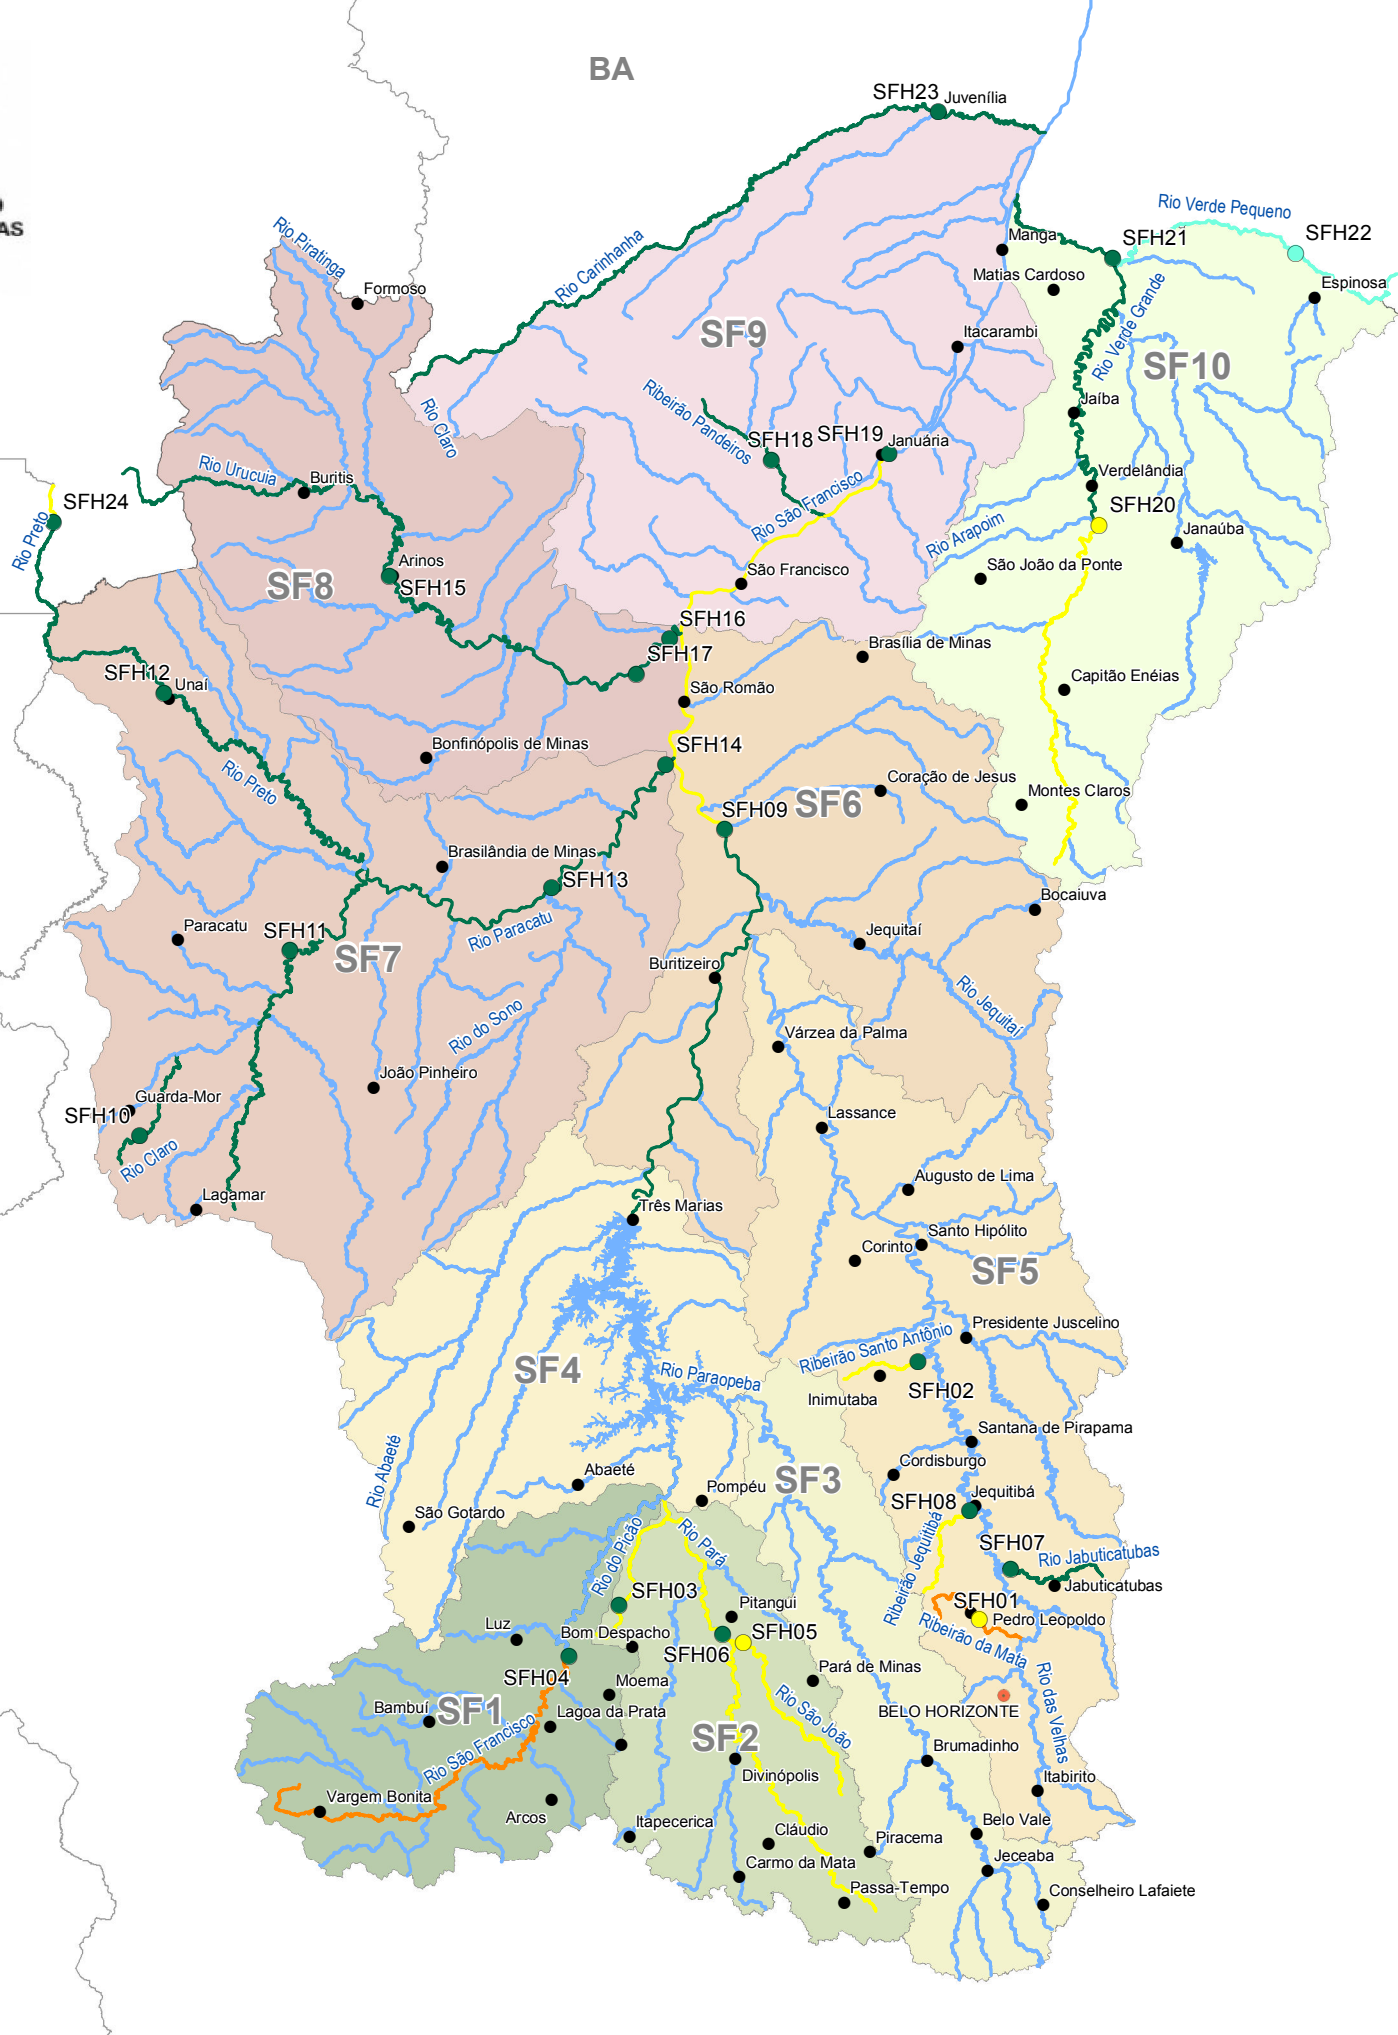 BA
SFH23
Juvenília
AS
Rio Verde Pequeno
SFH22
SFH21
Manga
Rio Piratinga
Rio Carinhanha
Matias Cardoso
Espinosa
Formoso
Rio Verde Grande
SF9
Itacarambi
SF10
Ribeirão Pandeiros
Rio Claro
Jaíba
SFH18
SFH19
Januária
Rio Urucuia
Buritis
Verdelândia
SFH24
Rio São Francisco
SFH20
Rio Preto
Rio Arapoim
Janaúba
Arinos
SF8
SFH15
São Francisco
São João da Ponte
SFH16
Brasília de Minas
SFH17
SFH12
Unaí
São Romão
Capitão Enéias
Bonfinópolis de Minas
SFH14
Rio Preto
Coração de Jesus
Montes Claros
SF6
SFH09
Brasilândia de Minas
SFH13
Bocaiuva
Paracatu
SFH11
Rio Paracatu
Jequitaí
SF7
Buritizeiro
Rio Jequitaí
Rio do Sono
Várzea da Palma
João Pinheiro
Guarda-Mor
SFH10
Lassance
Rio Claro
Augusto de Lima
Lagamar
Três Marias
Santo Hipólito
Corinto
SF5
Presidente Juscelino
Ribeirão Santo Antônio
SF4
Rio Paraopeba
SFH02
Inimutaba
Santana de Pirapama
Rio Abaeté
Cordisburgo
Abaeté
SF3
Pompéu
Jequitibá
SFH08
São Gotardo
Rio do Picão
Rio Pará
Ribeirão Jequitibá
SFH07
Rio Jabuticatubas
Jabuticatubas
SFH03
SFH01
Pitangui
Pedro Leopoldo
Luz
Bom Despacho
SFH05
Ribeirão da Mata
SFH06
SFH04
Pará de Minas
Moema
Rio das Velhas
Bambuí
SF1
Lagoa da Prata
Rio São João
BELO HORIZONTE
Rio São Francisco
SF2
Brumadinho
Divinópolis
Itabirito
Vargem Bonita
Arcos
Itapecerica
Cláudio
Belo Vale
Piracema
Jeceaba
Carmo da Mata
Passa-Tempo
Conselheiro Lafaiete